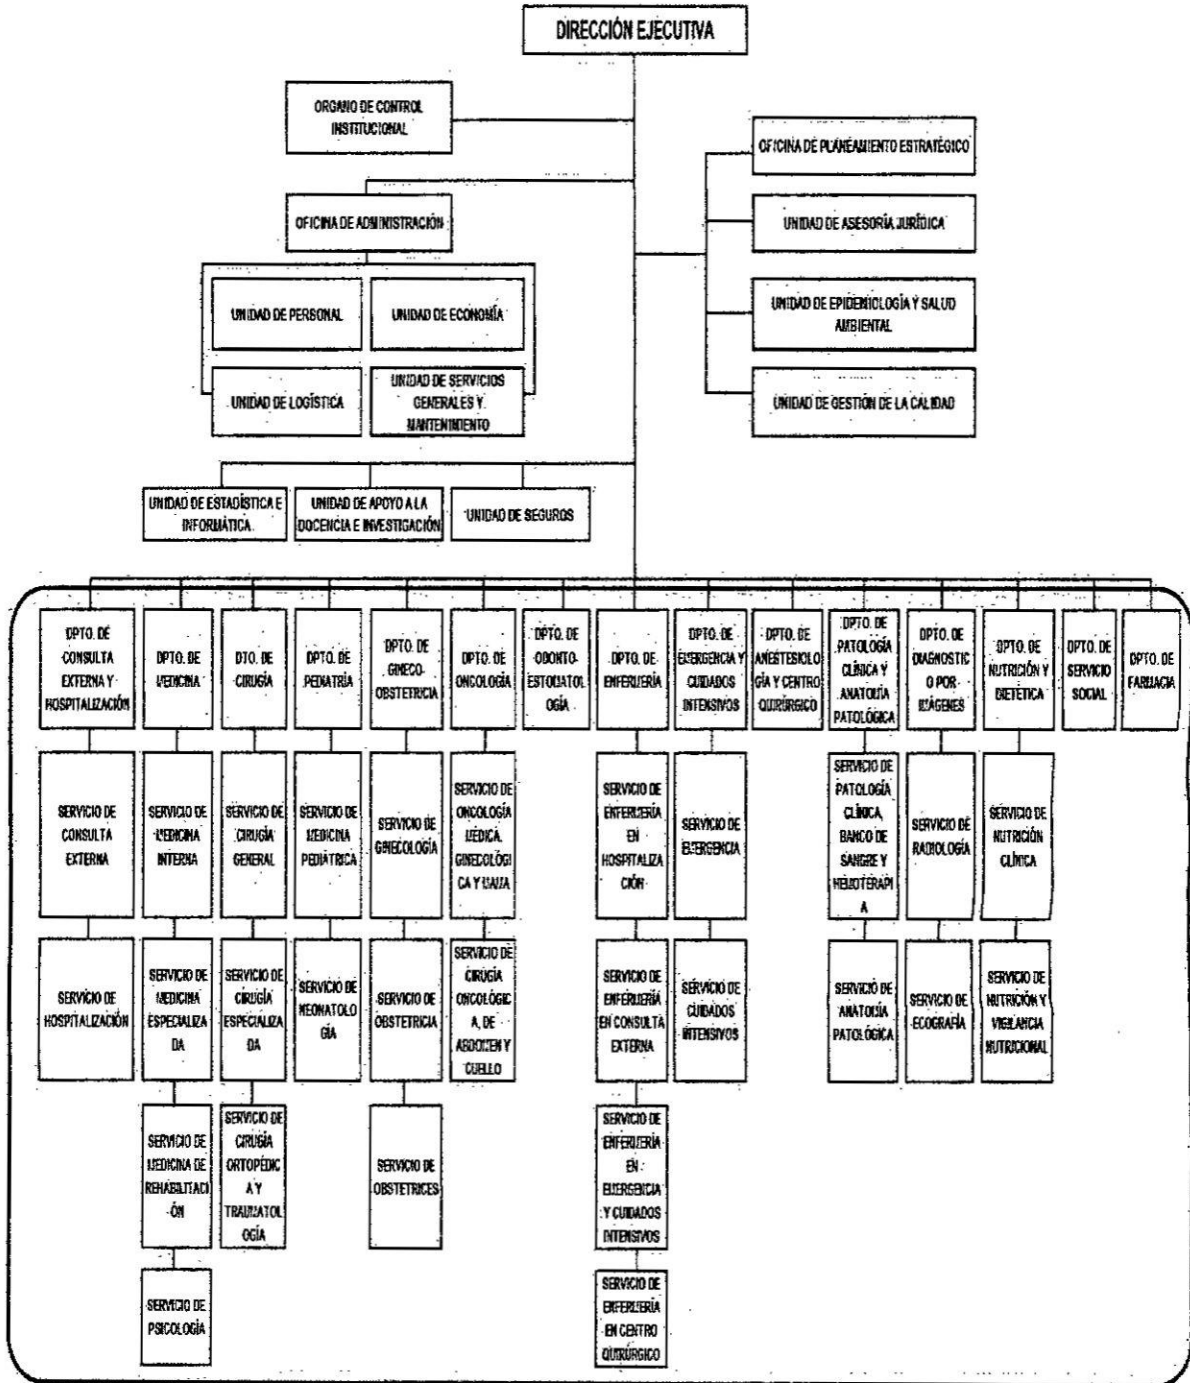 DIRECCIÓN EJECUTIVA
ORGANO DE CONTROL
INSTITUCIONAL
OFICINA DE PLANEAMIENTO ESTRATÉGICO
OFICINA DE ADMINISTRACIÓN
UNIDAD DE ASESORÍA JURÍDICA
UNIDAD DE PERSONAL
UNIDAD DE ECONOMÍA
UNIDAD DE EPIDEMIOLOGÍA Y SALUD
AMBIENTAL
UNIDAD DE LOGÍSTICA
UNIDAD DE SERVICIOS
GENERALES Y
MANTENIMIENTO
UNIDAD DE GESTIÓN DE LA CALIDAD
UNIDAD DE ESTADÍSTICA E
INFORMÁTICA
UNIDAD DE APOYO A LA
DOCENCIA E INVESTIGACIÓN
UNIDAD DE SEGUROS
DPTO. DE
CONSULTA
EXTERNA Y
HOSPITALIZACIÓN
DPTO. DE
MEDICINA
DTO. DE
CIRUGÍA
DPTO. DE
PEDIATRÍA
DPTO. DE
GINECO-
OBSTETRICIA
DPTO. DE
ONCOLOGÍA
DPTO. DE
ODONTO-
ESTOMATO-
LOGÍA
DPTO. DE
ENFERMERÍA
DPTO. DE
EMERGENCIA Y
CUIDADOS
INTENSIVOS
DPTO. DE
ANESTESIOLO
GÍA Y CENTRO
QUIRÚRGICO
DPTO. DE
PATOLOGÍA
CLÍNICA Y
ANATOMÍA
PATOLÓGICA
DPTO. DE
DIAGNOSTIC
O POR
IMÁGENES
DPTO. DE
NUTRICIÓN Y
DIETÉTICA
DPTO. DE
SERVICIO
SOCIAL
DPTO. DE
FARMACIA
SERVICIO DE
CONSULTA
EXTERNA
SERVICIO DE
MEDICINA
INTERNA
SERVICIO DE
CIRUGÍA
GENERAL
SERVICIO DE
MEDICINA
PEDIÁTRICA
SERVICIO DE
GINECOLOGÍA
SERVICIO DE
ONCOLOGÍA
MÉDICA,
GINECOLÓGI
CA Y MAMA
SERVICIO DE
ENFERMERÍA
EN
HOSPITALIZA
CIÓN
SERVICIO DE
EMERGENCIA
SERVICIO DE
PATOLOGÍA
CLÍNICA,
BANCO DE
SANGRE Y
HEMOTERAPI
A
SERVICIO DE
RADIOLOGÍA
SERVICIO DE
NUTRICIÓN
CLÍNICA
SERVICIO DE
HOSPITALIZACIÓN
SERVICIO DE
MEDICINA
ESPECIALIZA
DA
SERVICIO DE
CIRUGÍA
ESPECIALIZA
DA
SERVICIO DE
NEONATOLO
GÍA
SERVICIO DE
OBSTETRICIA
SERVICIO DE
CIRUGÍA
ONCOLÓGIC
A, DE
ABDOMEN Y
CUELLO
SERVICIO DE
ENFERMERÍA
EN CONSULTA
EXTERNA
SERVICIO DE
CUIDADOS
INTENSIVOS
SERVICIO DE
ANATOMÍA
PATOLÓGICA
SERVICIO DE
ECOGRAFÍA
SERVICIO DE
NUTRICIÓN Y
VIGILANCIA
NUTRICIONAL
SERVICIO DE
MEDICINA DE
REHABILITACI
ÓN
SERVICIO DE
CIRUGÍA
ORTOPÉDIC
A Y
TRAUMATOL
OGÍA
SERVICIO DE
OBSTETRICES
SERVICIO DE
ENFERMERÍA
EN
EMERGENCIA
Y CUIDADOS
INTENSIVOS
SERVICIO DE
PSICOLOGÍA
SERVICIO DE
ENFERMERÍA
EN CENTRO
QUIRÚRGICO